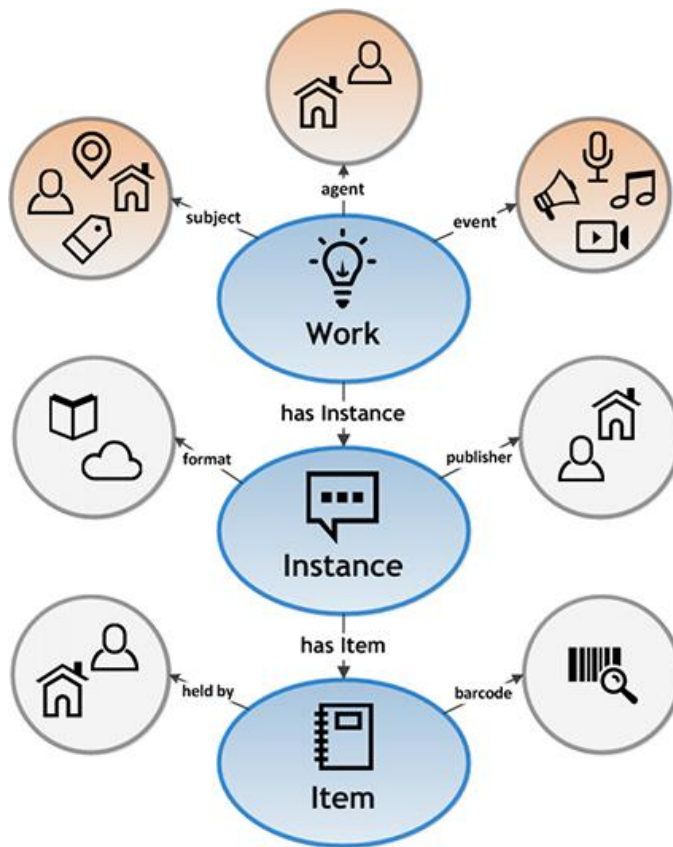 agent
subject
event
Work
has Instance
format
publisher
Instance
has Item
held by
barcode
Item